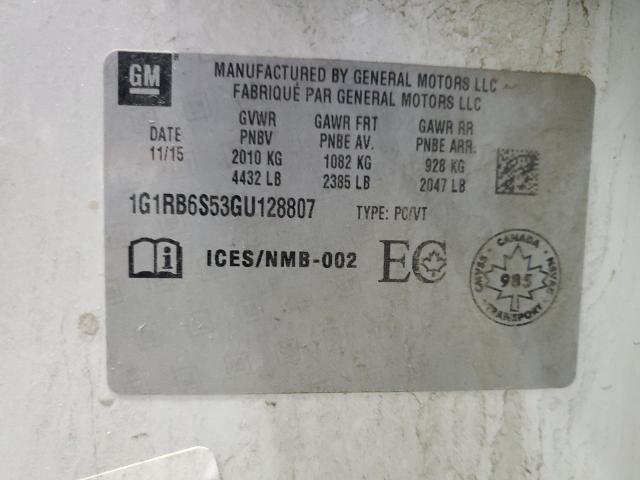 GM
MANUFACTURED BY GENERAL MOTORS LLC
FABRIQUÉ PAR GENERAL MOTORS LLC
DATE
11/15
GVWR
PNBV
2010 KG
4432 LB
GAWR FRT
PNBE AV.
1082 KG
2385 LB
GAWR RR
PNBE ARR.
928 KG
2047 LB
1G1RB6S53GU128807 TYPE: PC/VT
i ICES/NMB-002 EC
CANADA
985
TRANSPORT
CANVAS